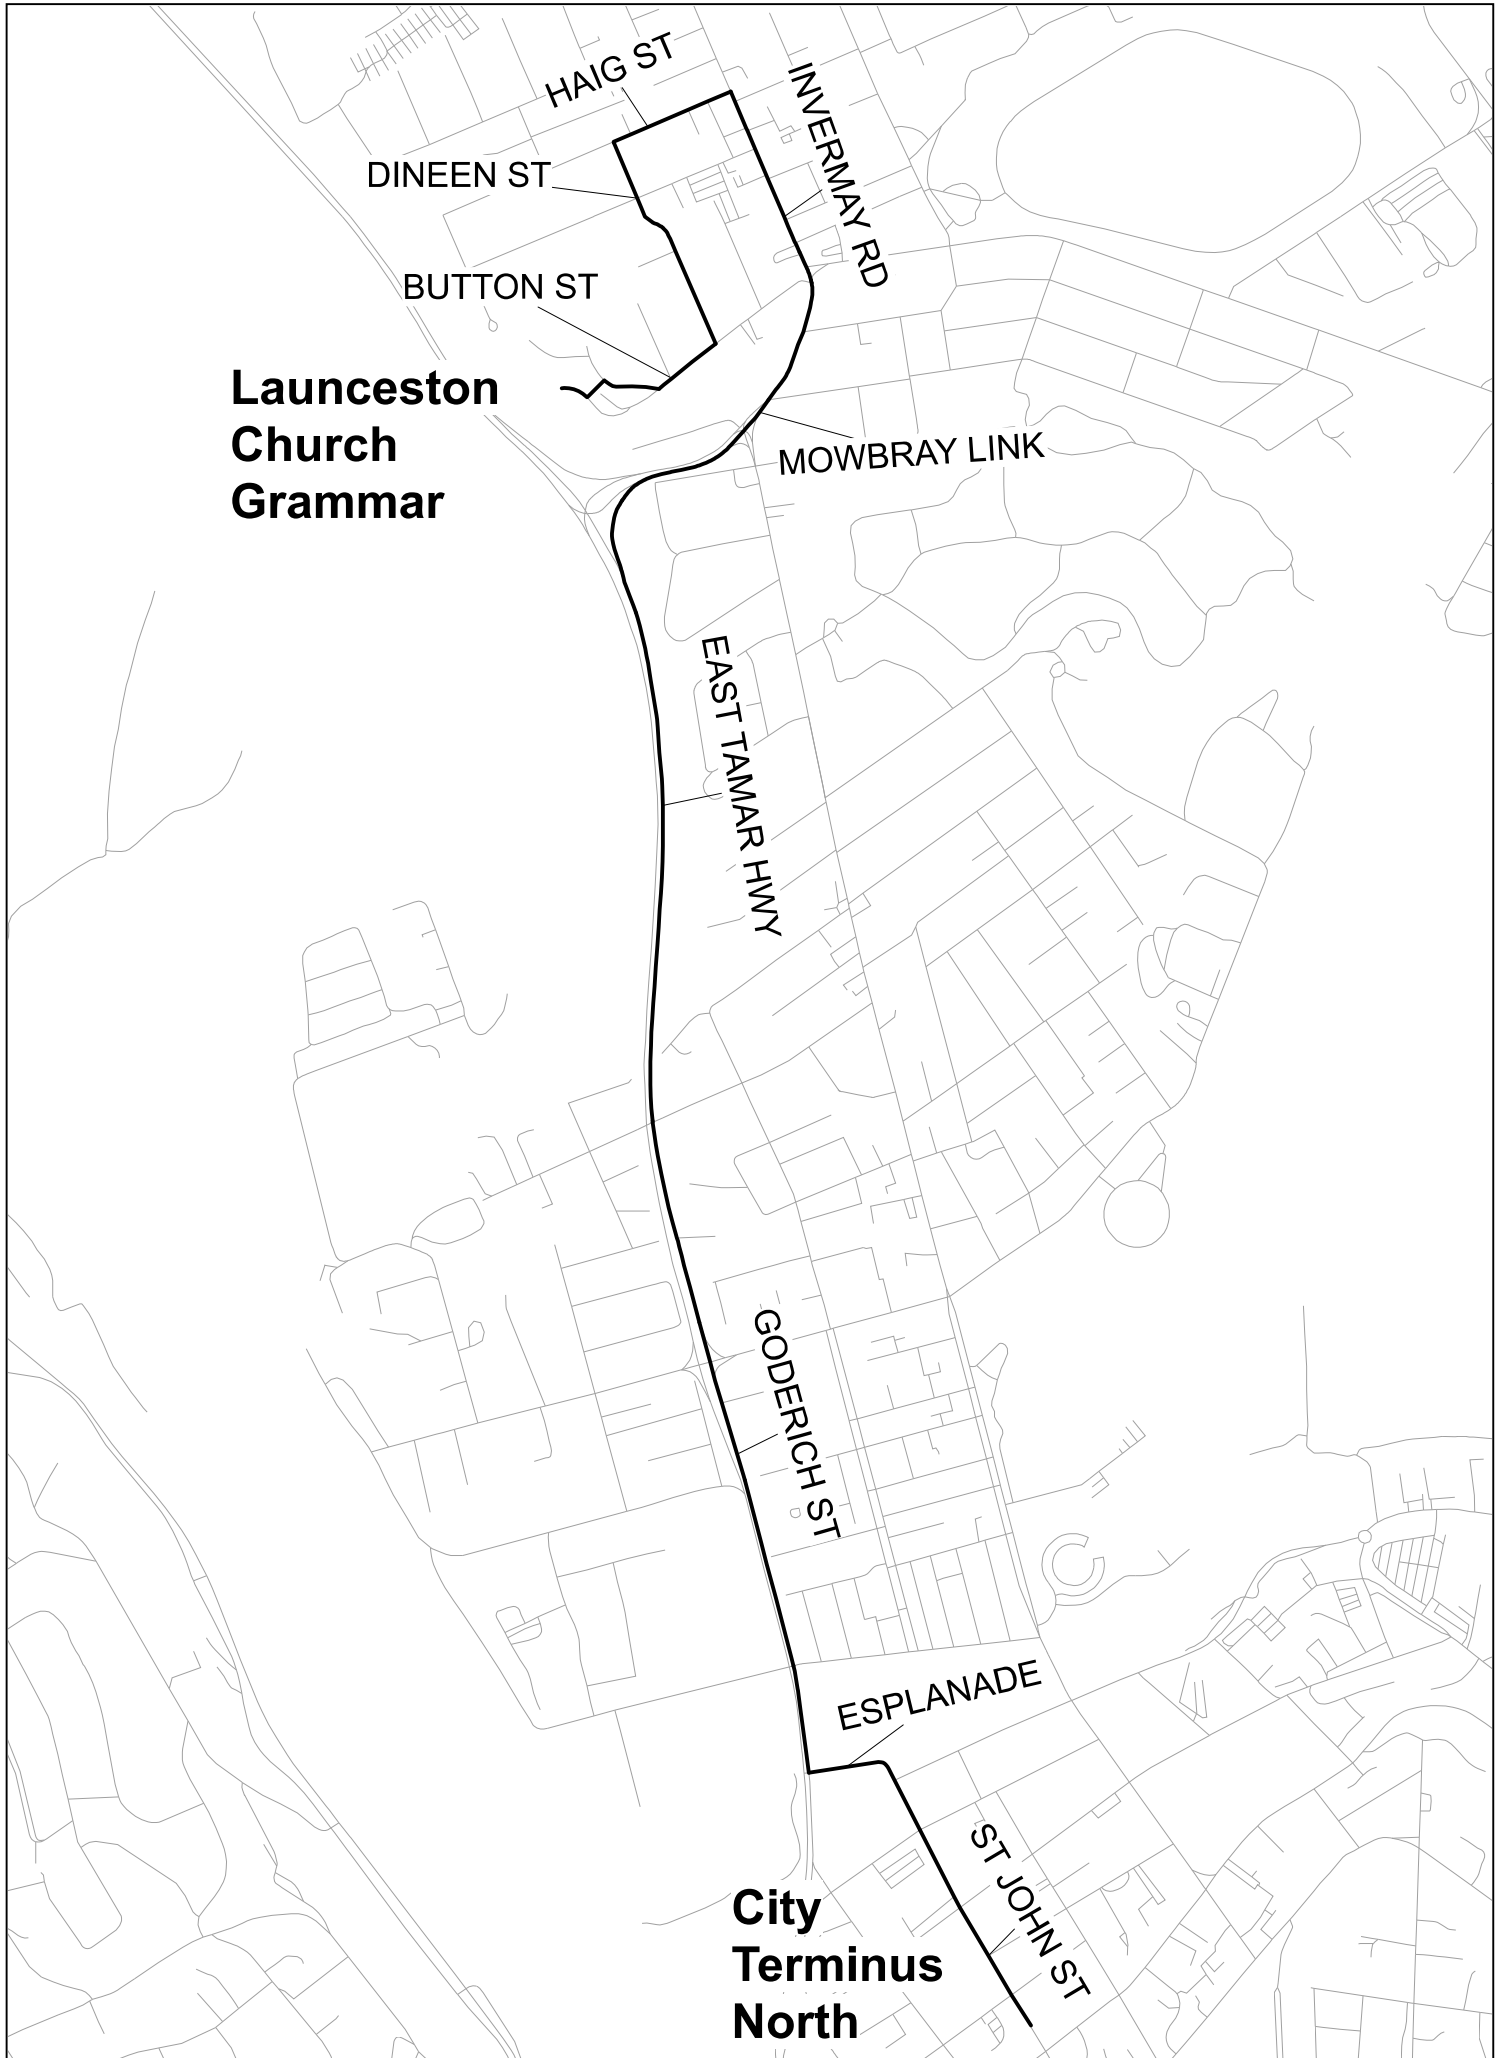 HAIG ST
INVERMAY RD
DINEEN ST
BUTTON ST
Launceston
Church
Grammar
MOWBRAY LINK
EAST TAMAR HWY
GODERICH ST
ESPLANADE
ST JOHN ST
City
Terminus
North